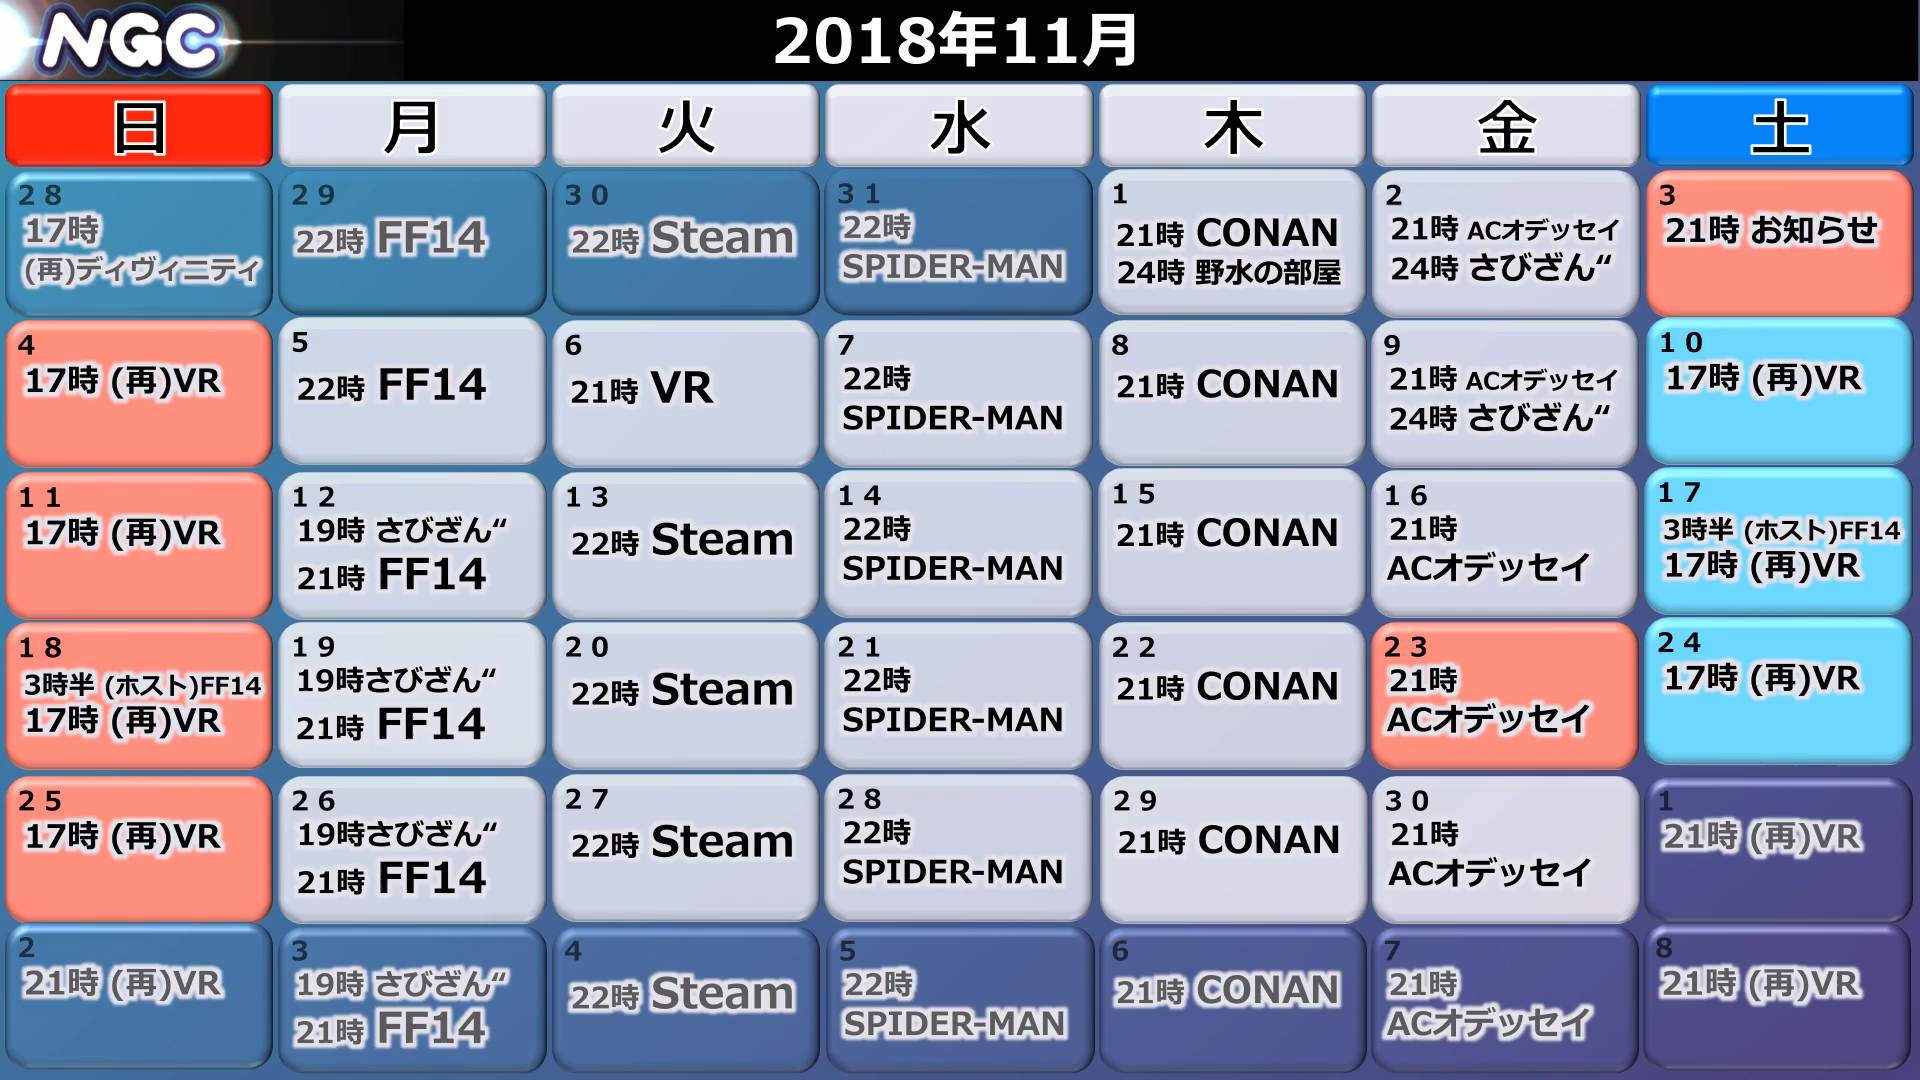 NGC
2018年11月
日 月 火 水 木 金 土
28
17時
(再)ディヴィニティ
29
22時 FF14
30
22時 Steam
31
22時
SPIDER-MAN
1
21時 CONAN
24時 野水の部屋
2
21時 ACオデッセイ
24時 さびざん“
3
21時 お知らせ
4
17時 (再)VR
5
22時 FF14
6
21時 VR
7
22時
SPIDER-MAN
8
21時 CONAN
9
21時 ACオデッセイ
24時 さびざん“
10
17時 (再)VR
11
17時 (再)VR
12
19時 さびざん“
21時 FF14
13
22時 Steam
14
22時
SPIDER-MAN
15
21時 CONAN
16
21時
ACオデッセイ
17
3時半 (ホスト)FF14
17時 (再)VR
18
3時半 (ホスト)FF14
17時 (再)VR
19
19時さびざん“
21時 FF14
20
22時 Steam
21
22時
SPIDER-MAN
22
21時 CONAN
23
21時
ACオデッセイ
24
17時 (再)VR
25
17時 (再)VR
26
19時さびざん“
21時 FF14
27
22時 Steam
28
22時
SPIDER-MAN
29
21時 CONAN
30
21時
ACオデッセイ
1
21時 (再)VR
2
21時 (再)VR
3
19時 さびざん“
21時 FF14
4
22時 Steam
5
22時
SPIDER-MAN
6
21時 CONAN
7
21時
ACオデッセイ
8
21時 (再)VR